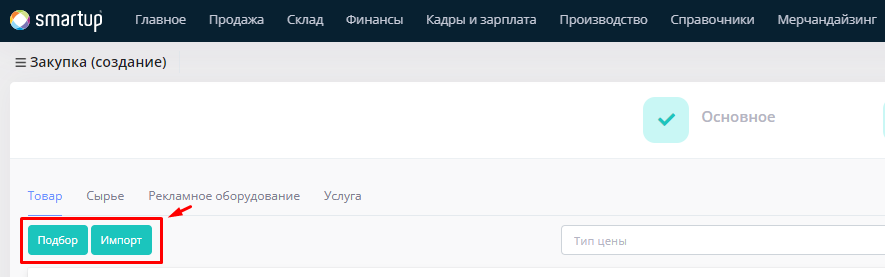 smartup Главное Продажа Склад Финансы Кадры и зарплата Производство Справочники Мерчандайзинг
Закупка (создание)
Основное
Товар Сырье Рекламное оборудование Услуга
Подбор Импорт Тип цены